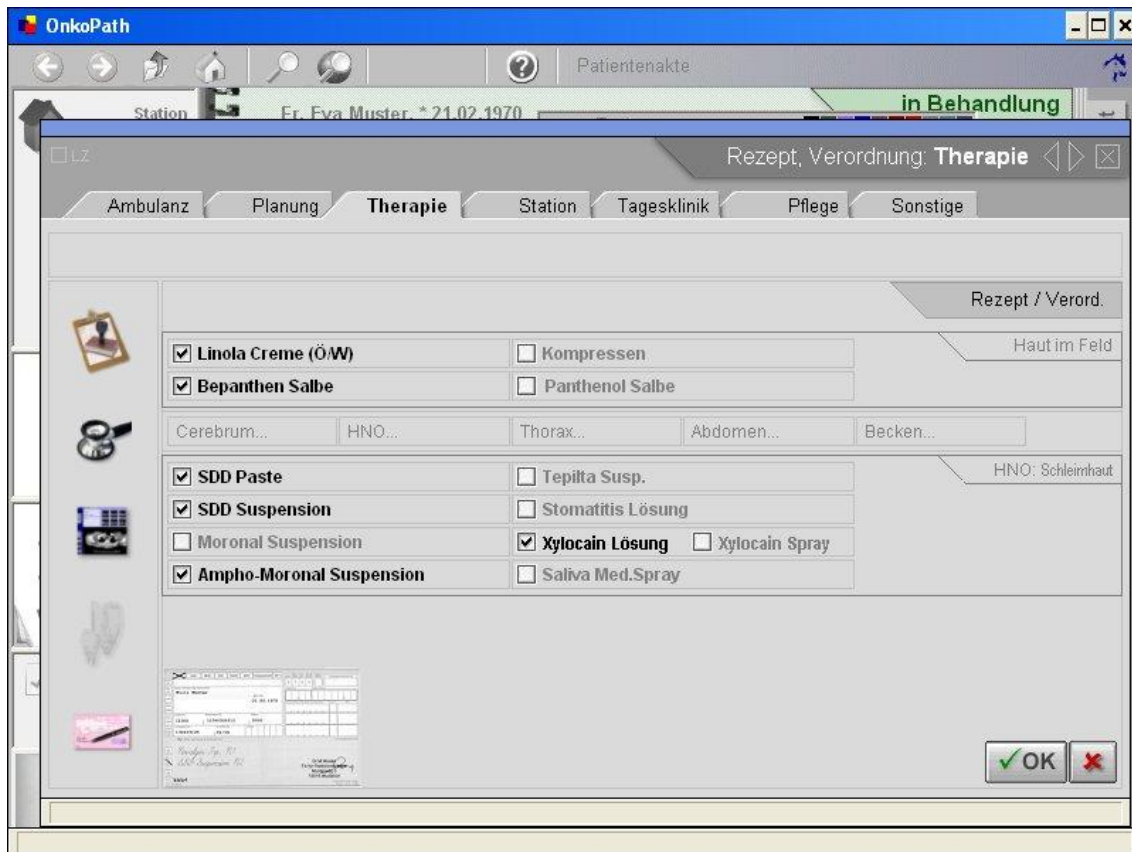 OnkoPath
Patientenakte
Station Fr. Eva Muster, * 21.02.1970 in Behandlung
LZ Rezept, Verordnung: Therapie
Ambulanz Planung Therapie Station Tagesklinik Pflege Sonstige
Rezept / Verord.
Linola Creme (Ö/W) Kompressen Haut im Feld
Bepanthen Salbe Panthenol Salbe
Cerebrum... HNO... Thorax... Abdomen... Becken...
SDD Paste Tepilta Susp. HNO: Schleimhaut
SDD Suspension Stomatitis Lösung
Moronal Suspension Xylocain Lösung Xylocain Spray
Ampho-Moronal Suspension Saliva Med.Spray
OK